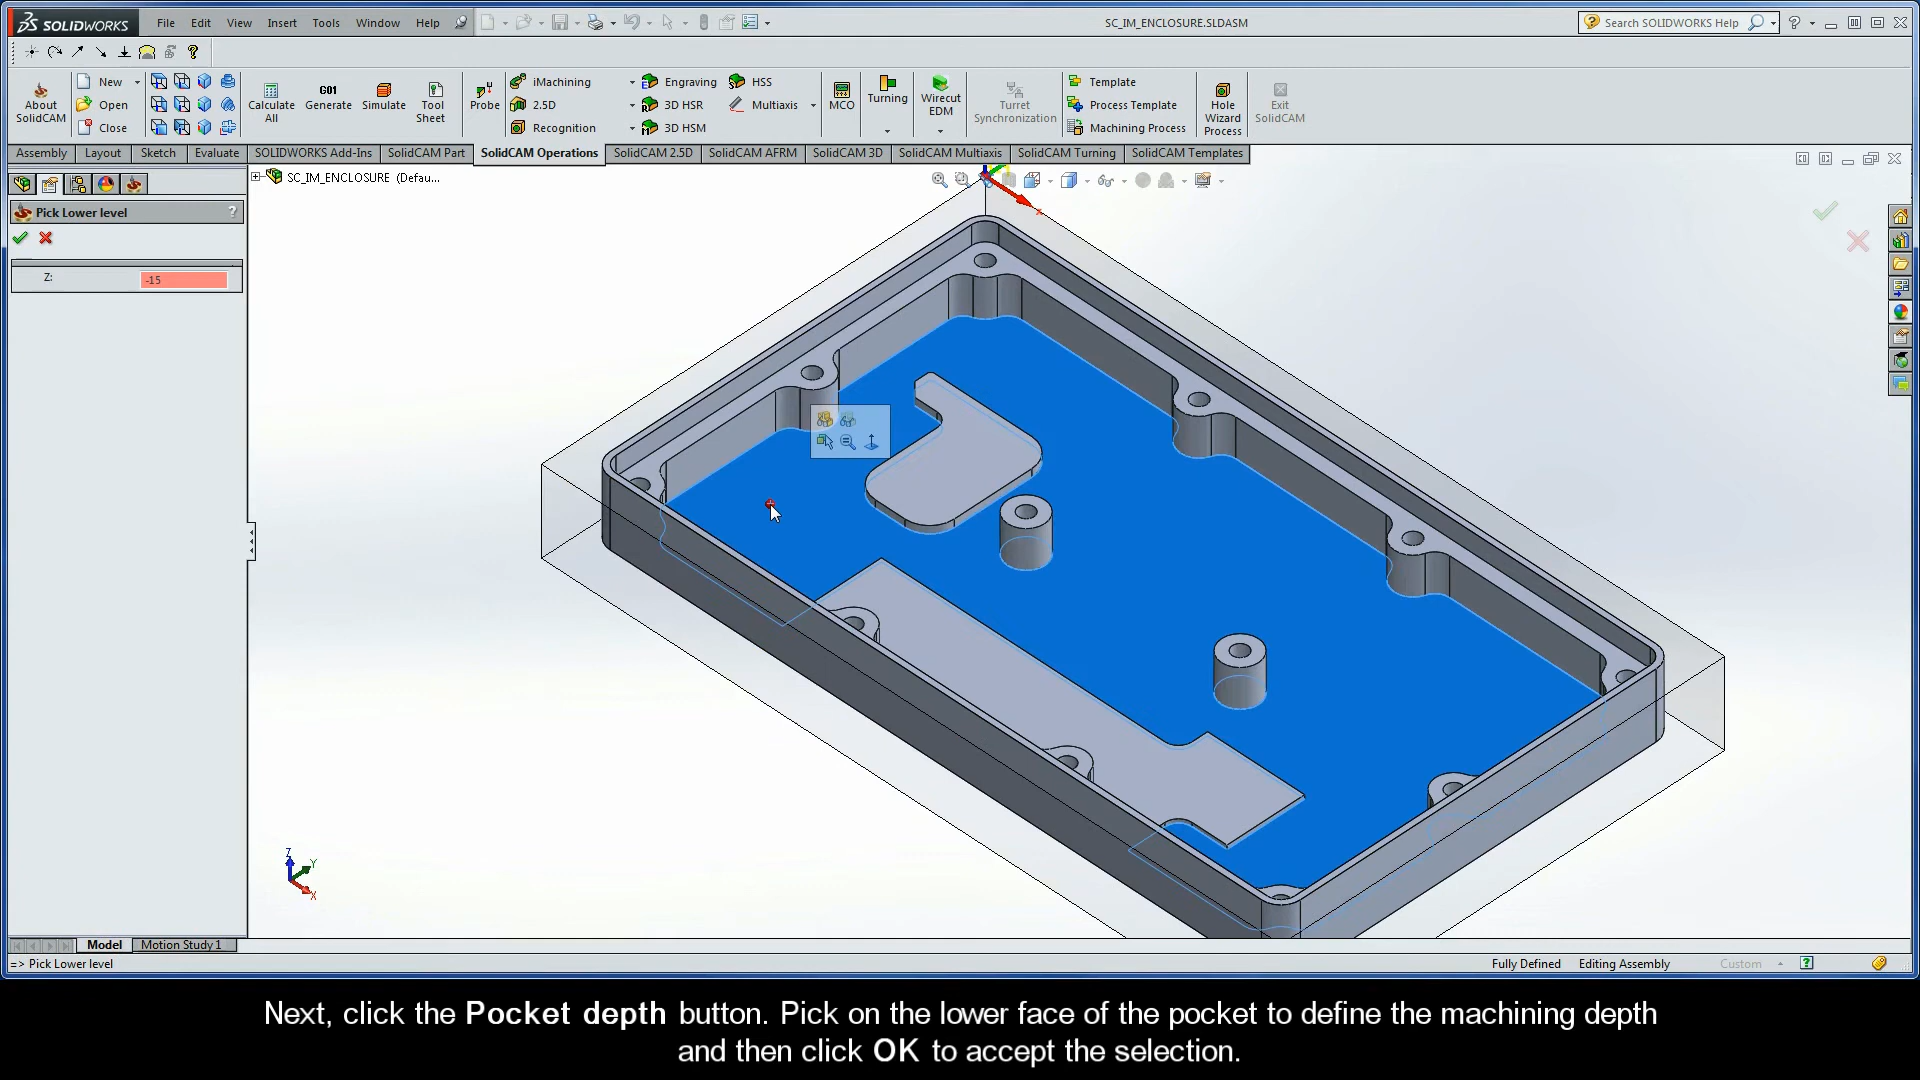 SOLIDWORKS File Edit View Insert Tools Window Help SC_IM_ENCLOSURE.SLDASM Search SOLIDWORKS Help
About SolidCAM
New
Open
Close
Calculate All
G01 Generate
Simulate
Tool Sheet
Probe
iMachining
2.5D
Recognition
Engraving
3D HSR
3D HSM
HSS
Multiaxis
MCO
Turning
Wirecut EDM
Turret Synchronization
Template
Process Template
Machining Process
Hole Wizard Process
Exit SolidCAM
Assembly Layout Sketch Evaluate SOLIDWORKS Add-Ins SolidCAM Part SolidCAM Operations SolidCAM 2.5D SolidCAM AFRM SolidCAM 3D SolidCAM Multiaxis SolidCAM Turning SolidCAM Templates
SC_IM_ENCLOSURE (Defau...
Pick Lower level ?
Z: -15
X
Z
Y
X
Model Motion Study 1
=> Pick Lower level Fully Defined Editing Assembly Custom
Next, click the Pocket depth button. Pick on the lower face of the pocket to define the machining depth
and then click OK to accept the selection.